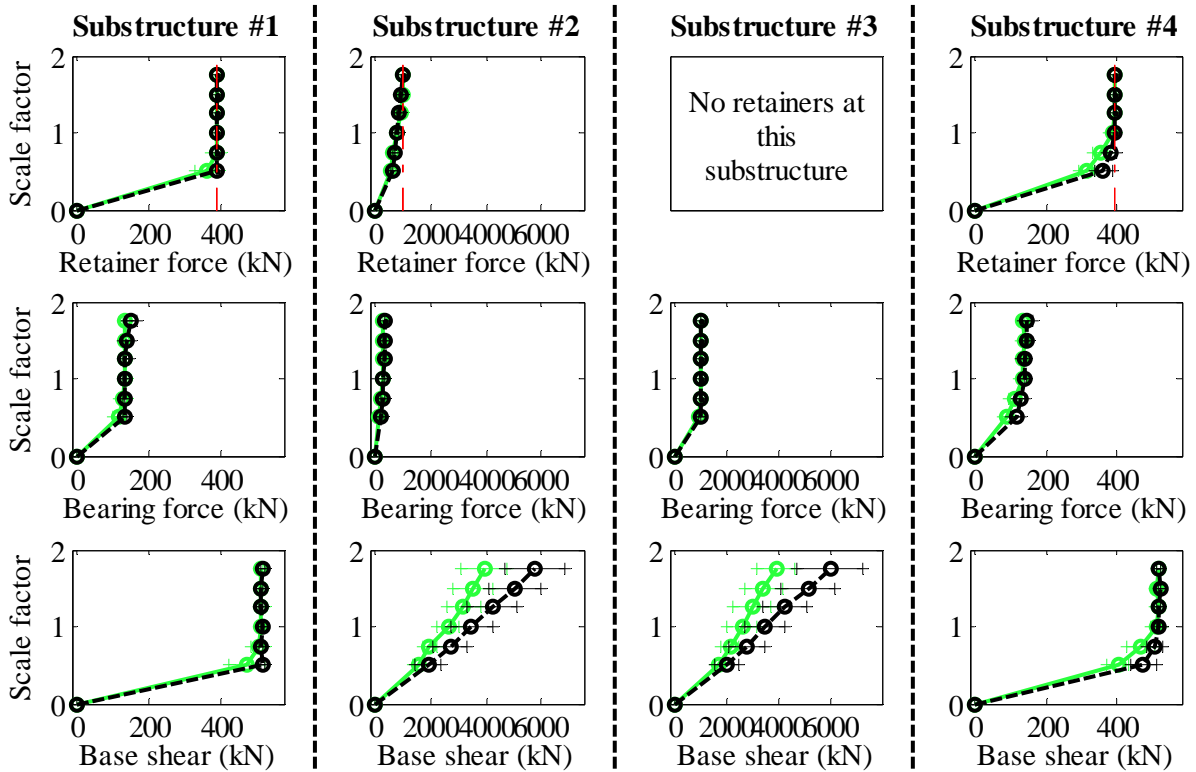 Substructure #1 Substructure #2 Substructure #3 Substructure #4
Scale factor
2
1
0
0 200 400
Retainer force (kN)
2
1
0
0 200040006000
Retainer force (kN)
No retainers at
this
substructure
2
1
0
0 200 400
Retainer force (kN)
Scale factor
2
1
0
0 200 400
Bearing force (kN)
2
1
0
0 200040006000
Bearing force (kN)
2
1
0
0 200040006000
Bearing force (kN)
2
1
0
0 200 400
Bearing force (kN)
Scale factor
2
1
0
0 200 400
Base shear (kN)
2
1
0
0 200040006000
Base shear (kN)
2
1
0
0 200040006000
Base shear (kN)
2
1
0
0 200 400
Base shear (kN)